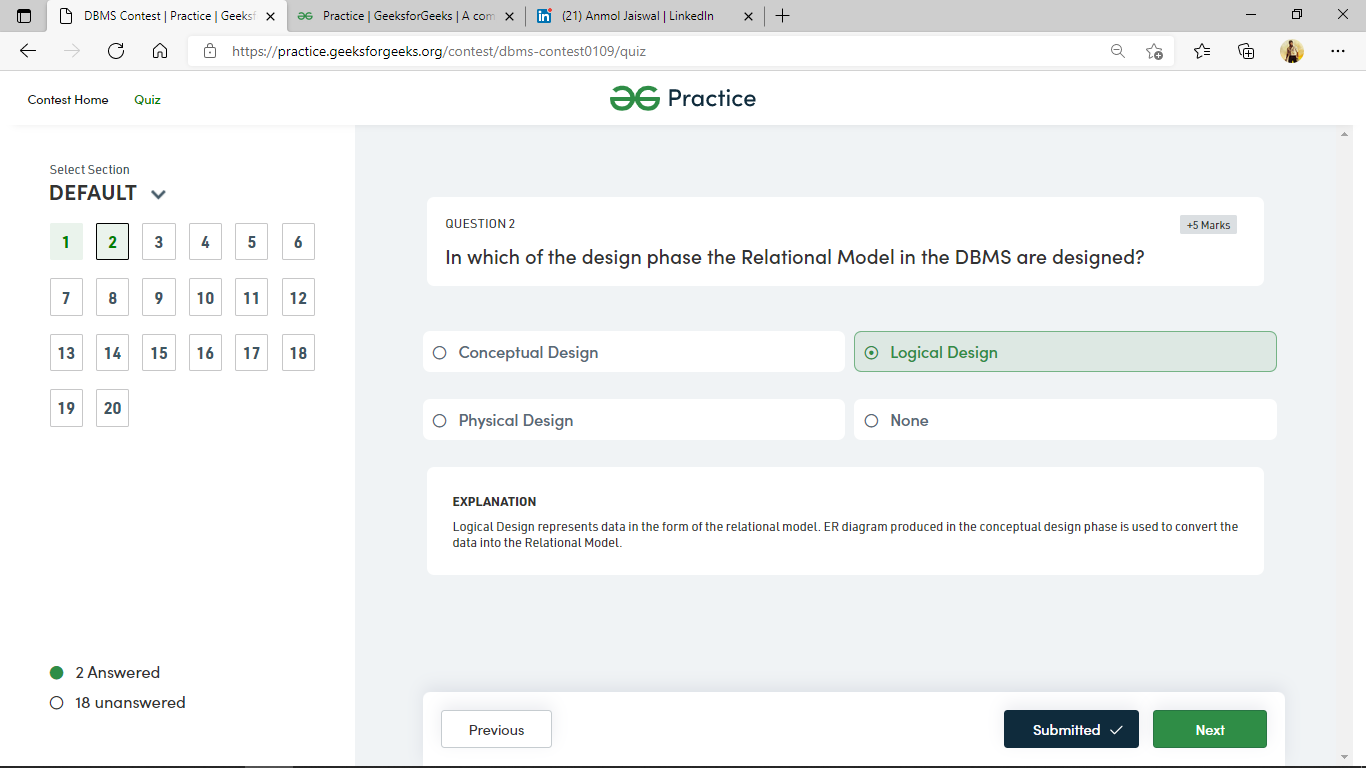 DBMS Contest | Practice | Geeksf
Practice | GeeksforGeeks | A com
(21) Anmol Jaiswal | LinkedIn
https://practice.geeksforgeeks.org/contest/dbms-contest0109/quiz
Contest Home
Quiz
Practice
Select Section
DEFAULT
1 2 3 4 5 6
7 8 9 10 11 12
13 14 15 16 17 18
19 20
2 Answered
18 unanswered
QUESTION 2
+5 Marks
In which of the design phase the Relational Model in the DBMS are designed?
Conceptual Design
Logical Design
Physical Design
None
EXPLANATION
Logical Design represents data in the form of the relational model. ER diagram produced in the conceptual design phase is used to convert the
data into the Relational Model.
Previous
Submitted
Next